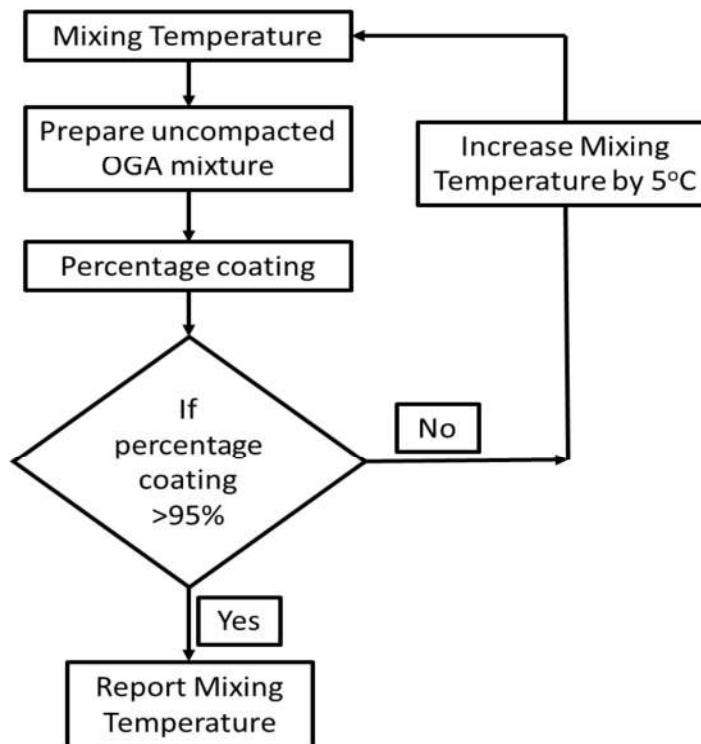 Mixing Temperature
Prepare uncompacted
OGA mixture
Increase Mixing
Temperature by 5°C
Percentage coating
If
percentage
coating
>95%
No
Yes
Report Mixing
Temperature